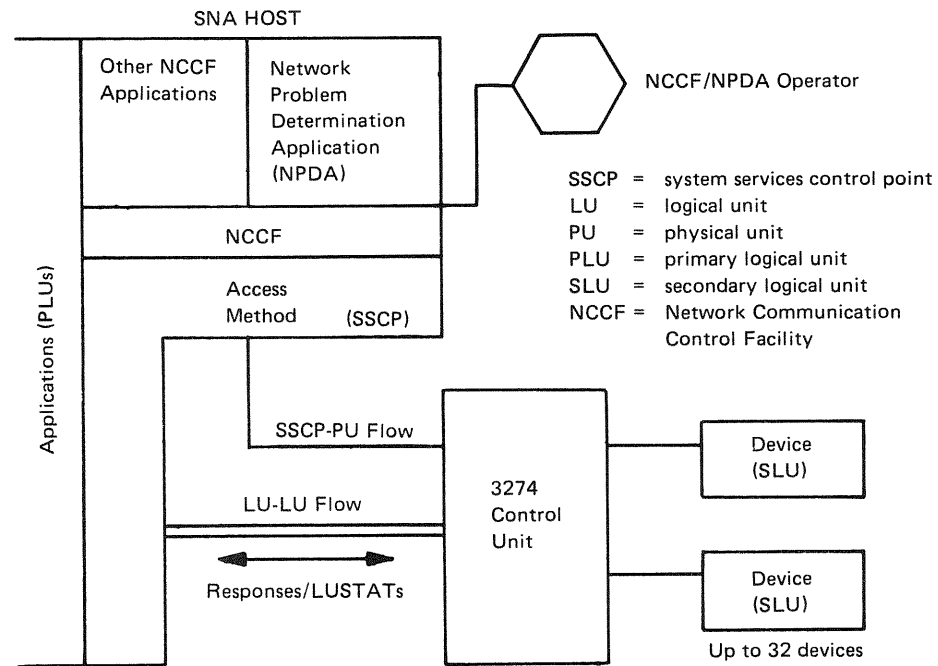 SNA HOST
Other NCCF
Applications
Network
Problem
Determination
Application
(NPDA)
NCCF/NPDA Operator
SSCP = system services control point
LU = logical unit
PU = physical unit
PLU = primary logical unit
SLU = secondary logical unit
NCCF = Network Communication
Control Facility
NCCF
Access
Method (SSCP)
Applications (PLUs)
SSCP-PU Flow
LU-LU Flow
Responses/LUSTATs
3274
Control
Unit
Device
(SLU)
Device
(SLU)
Up to 32 devices